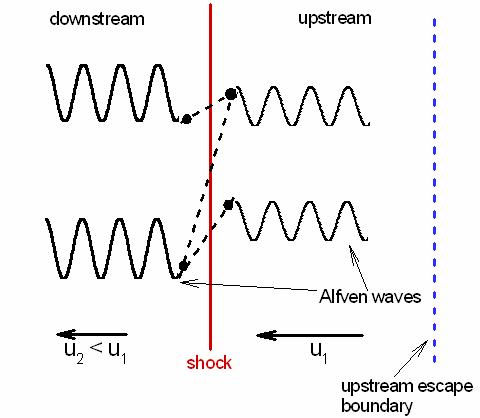 downstream
upstream
Alfven waves
u₂ < u₁
u₁
shock
upstream escape
boundary